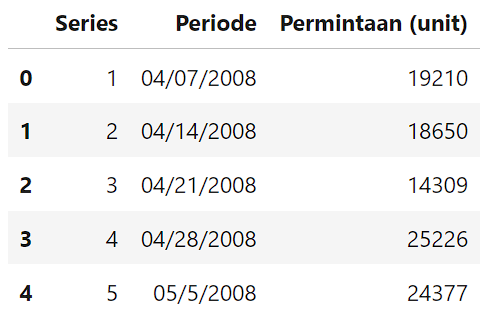 Series Periode Permintaan (unit)
0 1 04/07/2008 19210
1 2 04/14/2008 18650
2 3 04/21/2008 14309
3 4 04/28/2008 25226
4 5 05/5/2008 24377